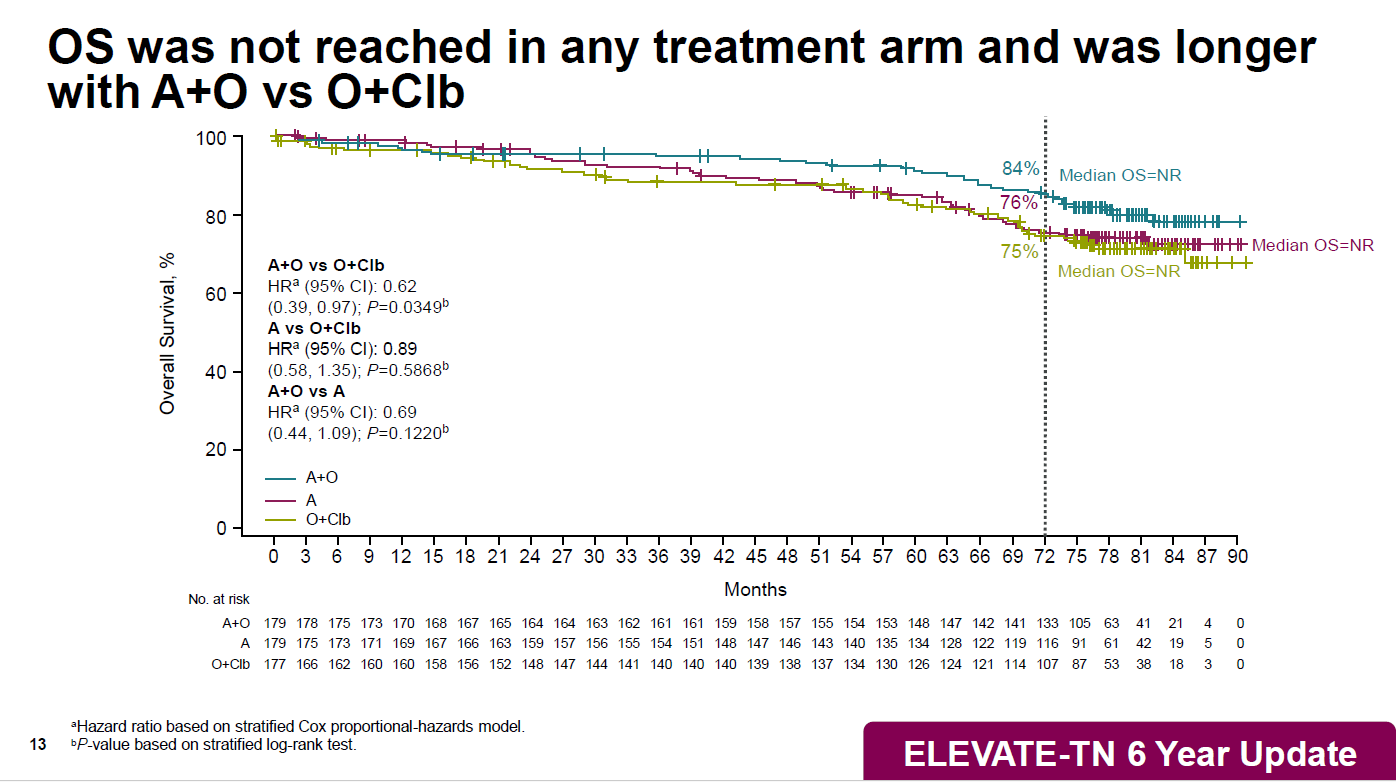 OS was not reached in any treatment arm and was longer
with A+O vs O+Clb
Overall Survival, %
100
80
60
40
20
0
84%
76%
75%
Median OS=NR
Median OS=NR
Median OS=NR
A+O vs O+Clb
HRᵃ (95% CI): 0.62
(0.39, 0.97); P=0.0349ᵇ
A vs O+Clb
HRᵃ (95% CI): 0.89
(0.58, 1.35); P=0.5868ᵇ
A+O vs A
HRᵃ (95% CI): 0.69
(0.44, 1.09); P=0.1220ᵇ
A+O
A
O+Clb
0 3 6 9 12 15 18 21 24 27 30 33 36 39 42 45 48 51 54 57 60 63 66 69 72 75 78 81 84 87 90
Months
No. at risk
A+O 179 178 175 173 170 168 167 165 164 164 163 162 161 161 159 158 157 155 154 153 148 147 142 141 133 105 63 41 21 4 0
A 179 175 173 171 169 167 166 163 159 157 156 155 154 151 148 147 146 143 140 135 134 128 122 119 116 91 61 42 19 5 0
O+Clb 177 166 162 160 160 158 156 152 148 147 144 141 140 140 140 139 138 137 134 130 126 124 121 114 107 87 53 38 18 3 0
ᵃHazard ratio based on stratified Cox proportional-hazards model.
13 ᵇP-value based on stratified log-rank test.
ELEVATE-TN 6 Year Update